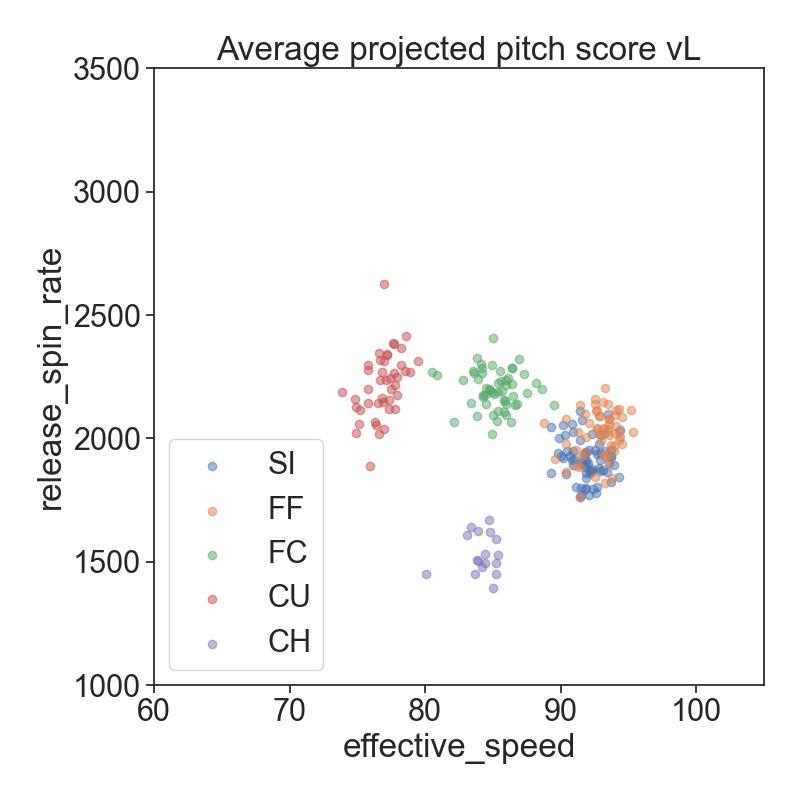 Average projected pitch score vL
3500
3000
2500
2000
1500
1000
release_spin_rate
SI
FF
FC
CU
CH
60 70 80 90 100
effective_speed